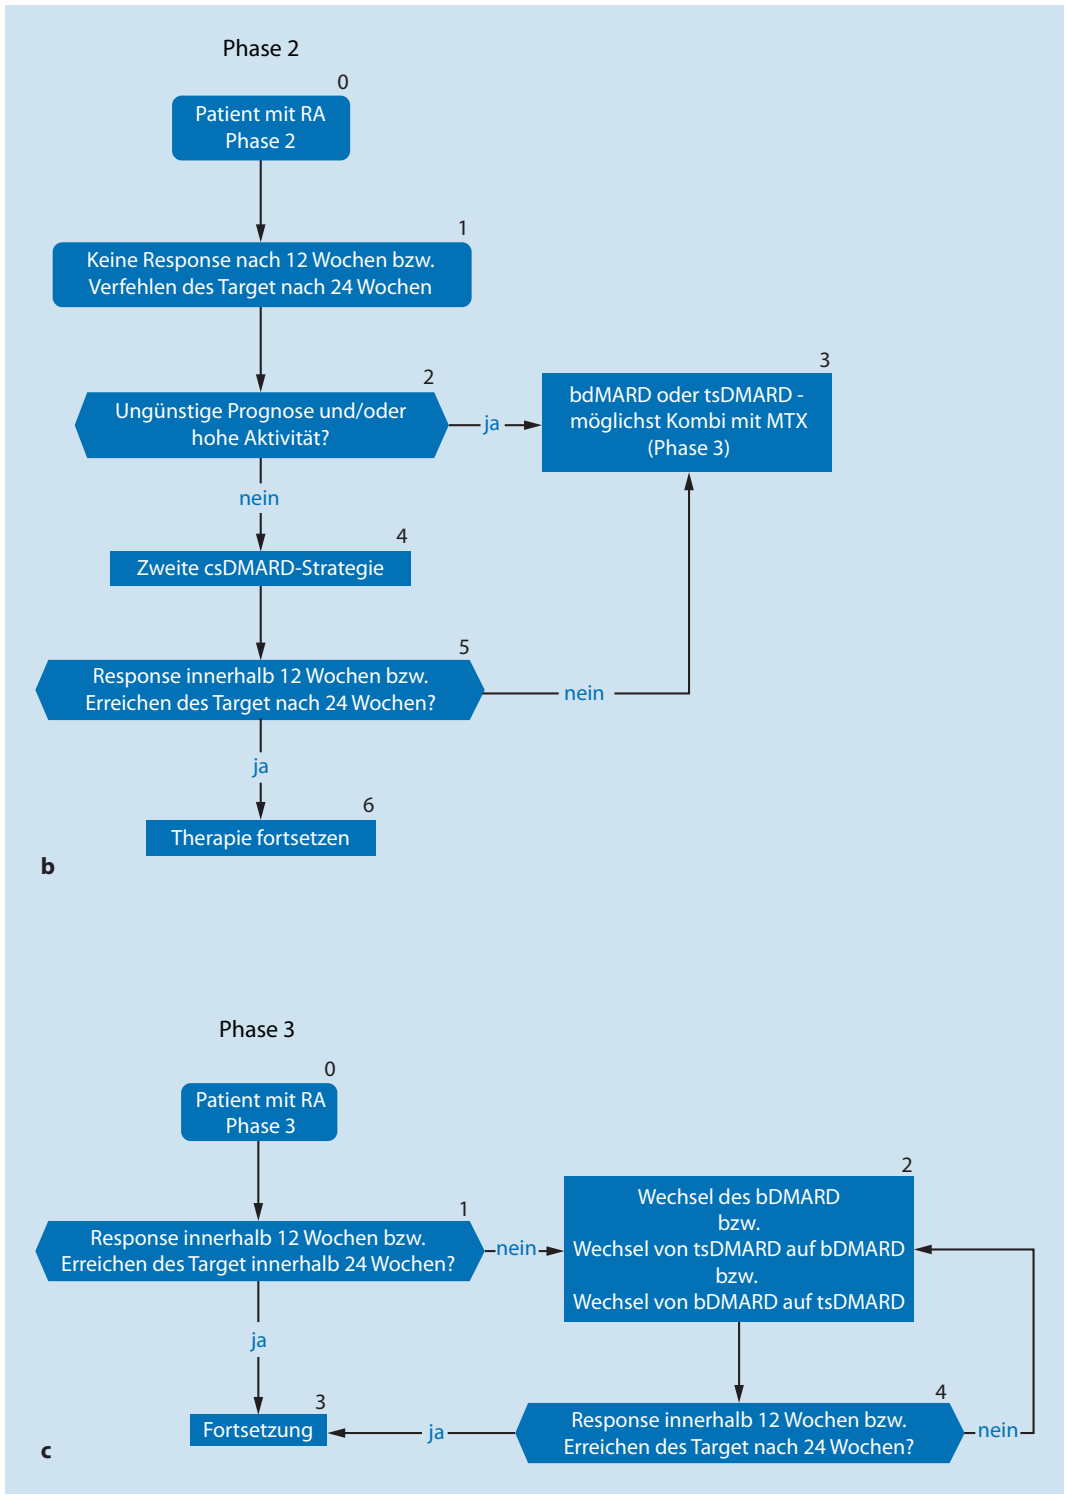 Phase 2
0
Patient mit RA
Phase 2
1
Keine Response nach 12 Wochen bzw.
Verfehlen des Target nach 24 Wochen
2
Ungünstige Prognose und/oder
hohe Aktivität?
ja
3
bdMARD oder tsDMARD -
möglichst Kombi mit MTX
(Phase 3)
nein
4
Zweite csDMARD-Strategie
5
Response innerhalb 12 Wochen bzw.
Erreichen des Target nach 24 Wochen?
nein
ja
6
Therapie fortsetzen
b
Phase 3
0
Patient mit RA
Phase 3
1
Response innerhalb 12 Wochen bzw.
Erreichen des Target innerhalb 24 Wochen?
nein
2
Wechsel des bDMARD
bzw.
Wechsel von tsDMARD auf bDMARD
bzw.
Wechsel von bDMARD auf tsDMARD
ja
3
Fortsetzung
ja
4
Response innerhalb 12 Wochen bzw.
Erreichen des Target nach 24 Wochen?
nein
c